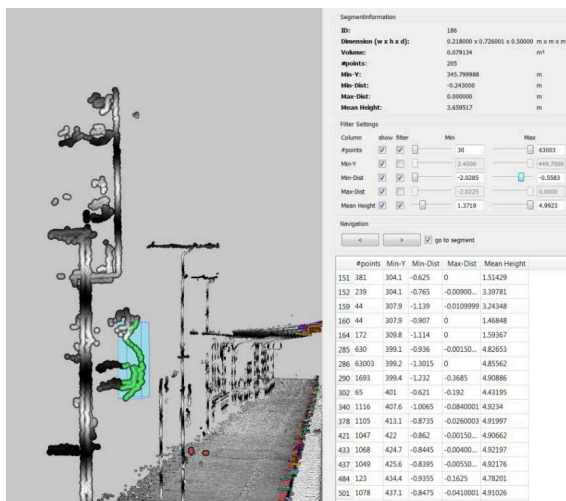 Segmentinformation
ID: 186
Dimension (w x h x d): 0.218000 x 0.726001 x 0.50000 m x m x m
Volume: 0.079134 m³
#points: 205
Min-Y: 345.799988 m
Min-Dist: -0.243000 m
Max-Dist: 0.000000 m
Mean Height: 3.659517 m
Filter Settings
Column show filter Min Max
#points 30 63003
Min-Y 2.4000 449.7000
Min-Dist -2.0285 -0.5583
Max-Dist -2.0225 0.0000
Mean Height 1.3719 4.9923
Navigation
< > go to segment
#points Min-Y Min-Dist Max-Dist Mean Height
151 381 304.1 -0.625 0 1.51429
152 239 304.1 -0.765 -0.00900... 3.39781
159 44 307.9 -1.139 -0.0109999 3.24348
160 44 307.9 -0.907 0 1.46848
164 172 309.8 -1.114 0 1.59367
285 630 399.1 -0.936 -0.00150... 4.82653
286 63003 399.2 -1.3015 0 4.85562
290 1693 399.4 -1.232 -0.3685 4.90886
302 65 401 -0.621 -0.192 4.43195
340 1116 407.6 -1.0065 -0.0840001 4.9234
378 1105 413.1 -0.8735 -0.0260003 4.91997
421 1047 422 -0.862 -0.00150... 4.90662
433 1068 424.7 -0.8445 -0.00400... 4.92197
437 1049 425.6 -0.8395 -0.00550... 4.92176
484 123 434.4 -0.9355 -0.1625 4.78201
501 1078 437.1 -0.8475 -0.0410001 4.91026